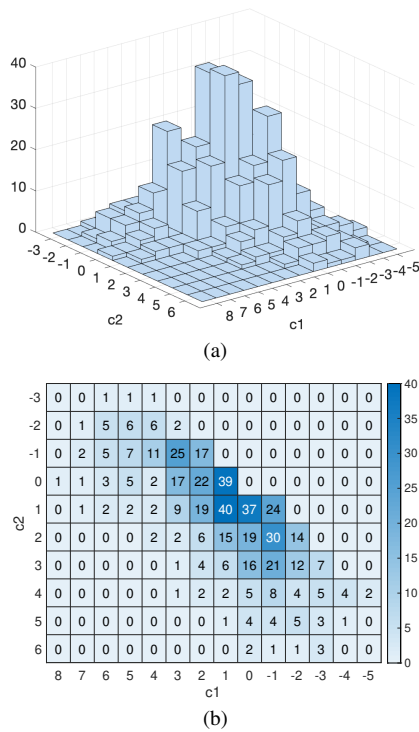 40
30
20
10
0
-3 -2 -1 0 1 2 3 4 5 6
8 7 6 5 4 3 2 1 0 -1 -2 -3 -4 -5
c2
c1
(a)
-3 0 0 1 1 1 0 0 0 0 0 0 0 0 0 40
-2 0 1 5 6 6 2 0 0 0 0 0 0 0 0 35
-1 0 2 5 7 11 25 17 0 0 0 0 0 0 0 30
0 1 1 3 5 2 17 22 39 0 0 0 0 0 0 25
1 0 1 2 2 2 9 19 40 37 24 0 0 0 0
c2
2 0 0 0 0 2 2 6 15 19 30 14 0 0 0 20
3 0 0 0 0 0 1 4 6 16 21 12 7 0 0 15
4 0 0 0 0 0 1 2 2 5 8 4 5 4 2 10
5 0 0 0 0 0 0 0 1 4 4 5 3 1 0 5
6 0 0 0 0 0 0 0 0 2 1 1 3 0 0 0
8 7 6 5 4 3 2 1 0 -1 -2 -3 -4 -5
c1
(b)